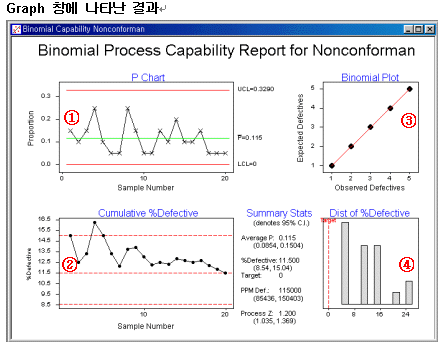 Graph 창에 나타난 결과
Binomial Capability Nonconforman
Binomial Process Capability Report for Nonconforman
P Chart
Proportion
0.3
0.2
0.1
0.0
①
UCL=0.3290
P=0.115
LCL=0
0
10
20
Sample Number
Binomial Plot
Expected Defectives
5
4
3
2
1
③
1
2
3
4
5
Observed Defectives
Cumulative %Defective
%Defective
16.5
15.5
14.5
13.5
12.5
11.5
10.5
9.5
8.5
②
10
20
Sample Number
Summary Stats
(denotes 95% C.I.)
Average P: 0.115
(0.0854, 0.1504)
%Defective: 11.500
(8.54, 15.04)
Target: 0
PPM Def.: 115000
(85436, 150403)
Process Z: 1.200
(1.035, 1.369)
Dist of %Defective
Target
④
0
8
16
24